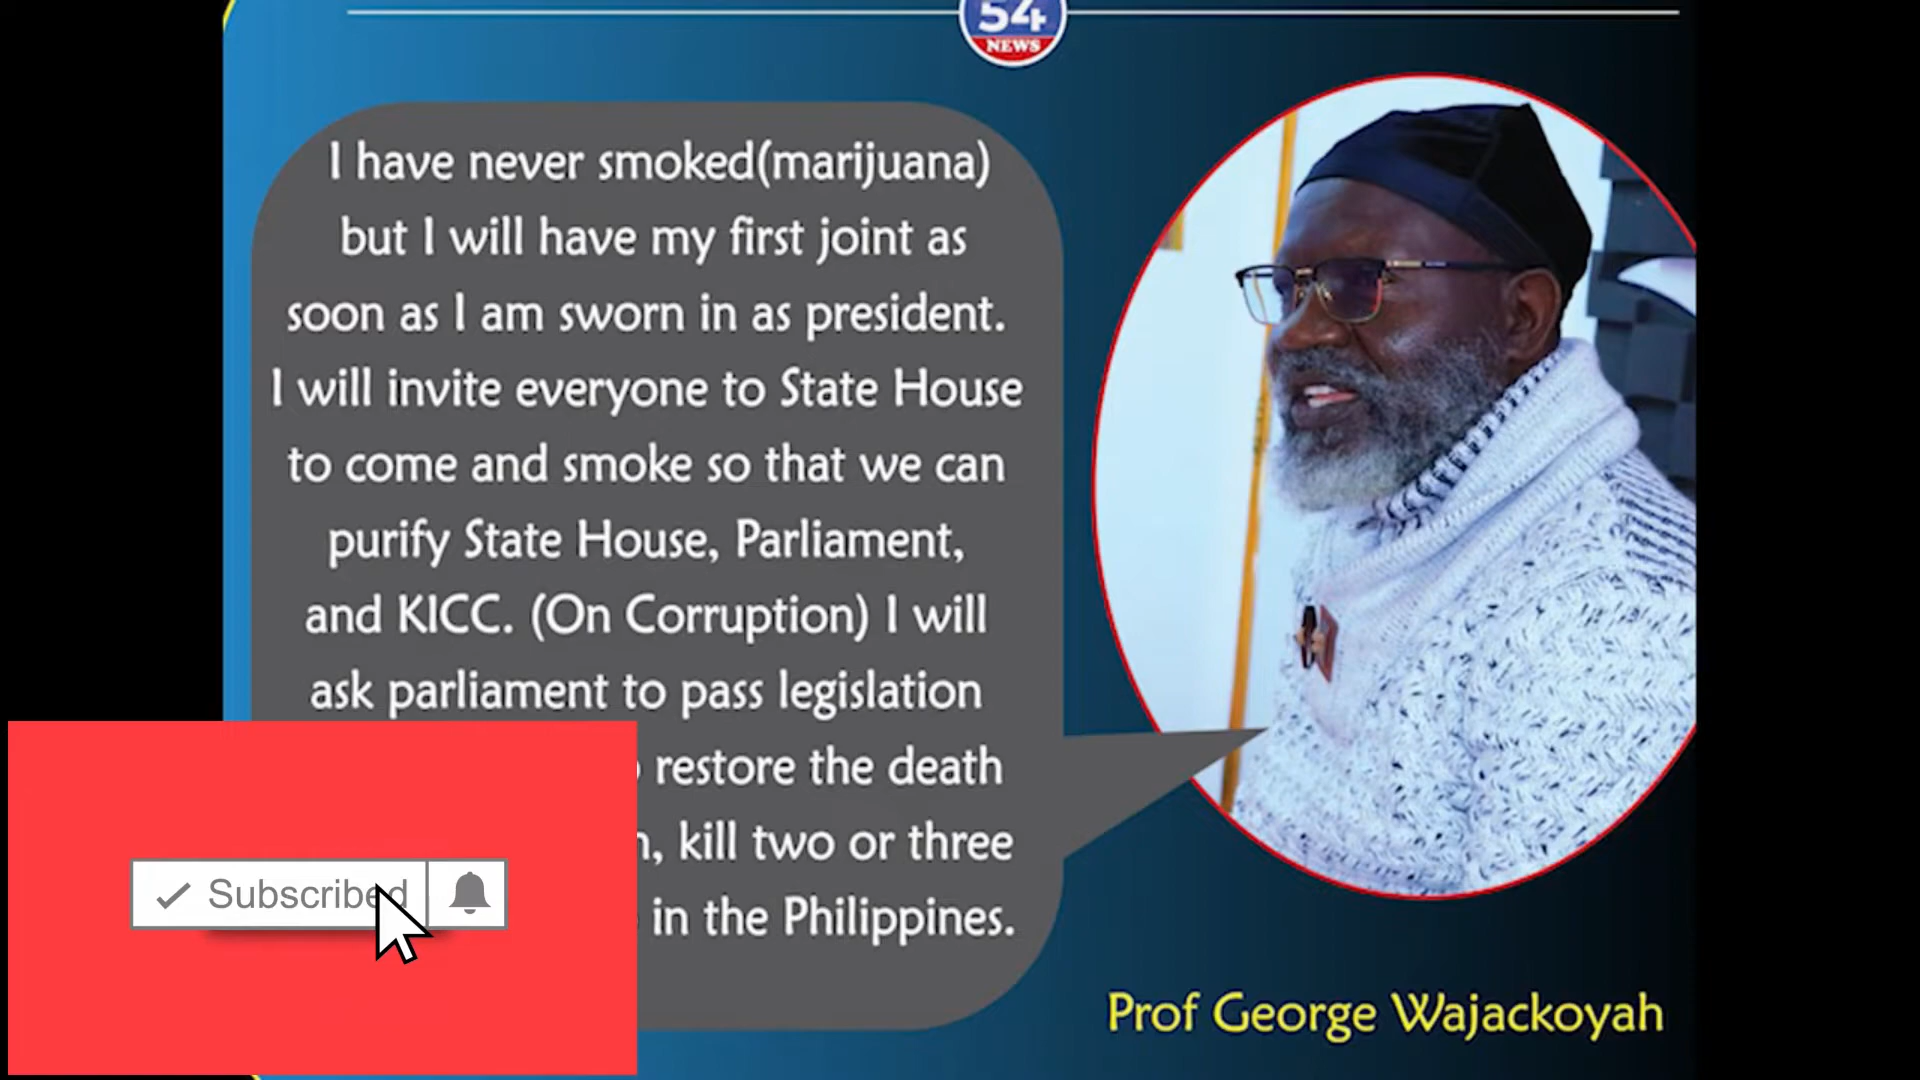 54
NEWS
I have never smoked(marijuana)
but I will have my first joint as
soon as I am sworn in as president.
I will invite everyone to State House
to come and smoke so that we can
purify State House, Parliament,
and KICC. (On Corruption) I will
ask parliament to pass legislation
restore the death
kill two or three
in the Philippines.
Subscribed
Prof George Wajackoyah